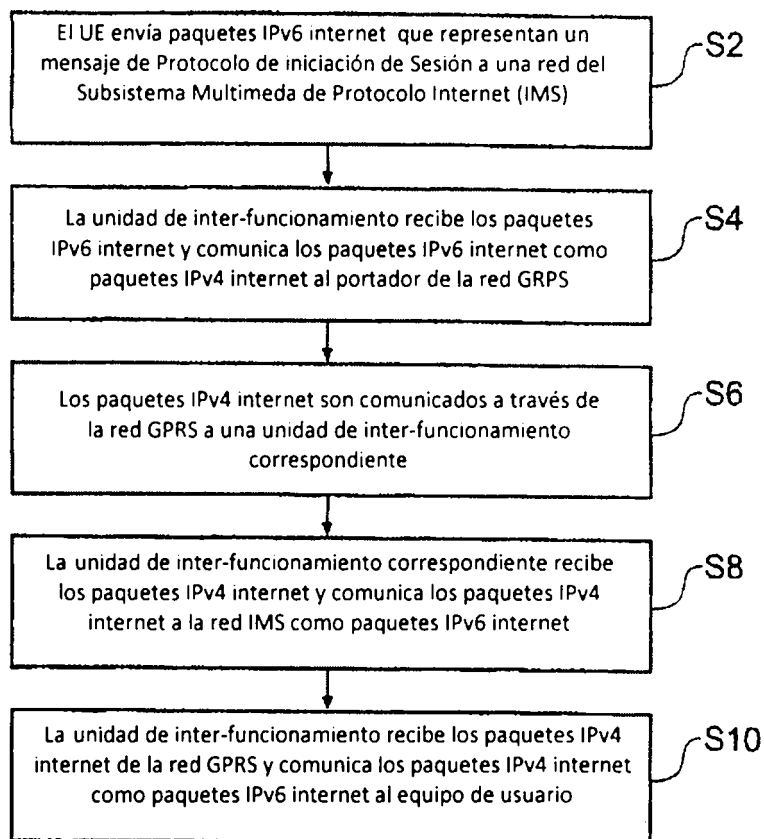 El UE envía paquetes IPv6 internet que representan un
mensaje de Protocolo de iniciación de Sesión a una red del
Subsistema Multimeda de Protocolo Internet (IMS)
S2
La unidad de inter-funcionamiento recibe los paquetes
IPv6 internet y comunica los paquetes IPv6 internet como
paquetes IPv4 internet al portador de la red GRPS
S4
Los paquetes IPv4 internet son comunicados a través de
la red GPRS a una unidad de inter-funcionamiento
correspondiente
S6
La unidad de inter-funcionamiento correspondiente recibe
los paquetes IPv4 internet y comunica los paquetes IPv4
internet a la red IMS como paquetes IPv6 internet
S8
La unidad de inter-funcionamiento recibe los paquetes IPv4
internet de la red GPRS y comunica los paquetes IPv4 internet
como paquetes IPv6 internet al equipo de usuario
S10